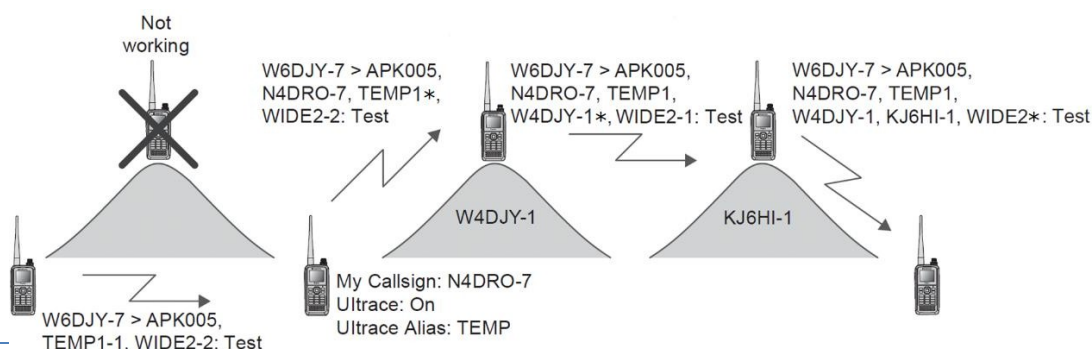 Not
working
W6DJY-7 > APK005,
N4DRO-7, TEMP1∗,
WIDE2-2: Test
W6DJY-7 > APK005,
N4DRO-7, TEMP1,
W4DJY-1∗, WIDE2-1: Test
W6DJY-7 > APK005,
N4DRO-7, TEMP1,
W4DJY-1, KJ6HI-1, WIDE2∗: Test
W4DJY-1
KJ6HI-1
My Callsign: N4DRO-7
UItrace: On
UItrace Alias: TEMP
W6DJY-7 > APK005,
TEMP1-1, WIDE2-2: Test